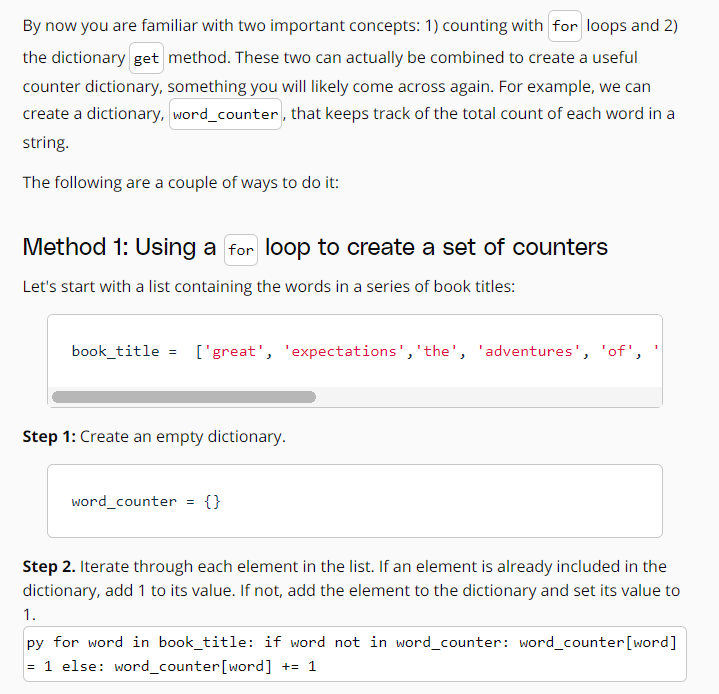 By now you are familiar with two important concepts: 1) counting with for loops and 2)
the dictionary get method. These two can actually be combined to create a useful
counter dictionary, something you will likely come across again. For example, we can
create a dictionary, word_counter, that keeps track of the total count of each word in a
string.
The following are a couple of ways to do it:
Method 1: Using a for loop to create a set of counters
Let's start with a list containing the words in a series of book titles:
book_title =  ['great', 'expectations','the', 'adventures', 'of', '
Step 1: Create an empty dictionary.
word_counter = {}
Step 2. Iterate through each element in the list. If an element is already included in the
dictionary, add 1 to its value. If not, add the element to the dictionary and set its value to
1.
py for word in book_title: if word not in word_counter: word_counter[word]
= 1 else: word_counter[word] += 1